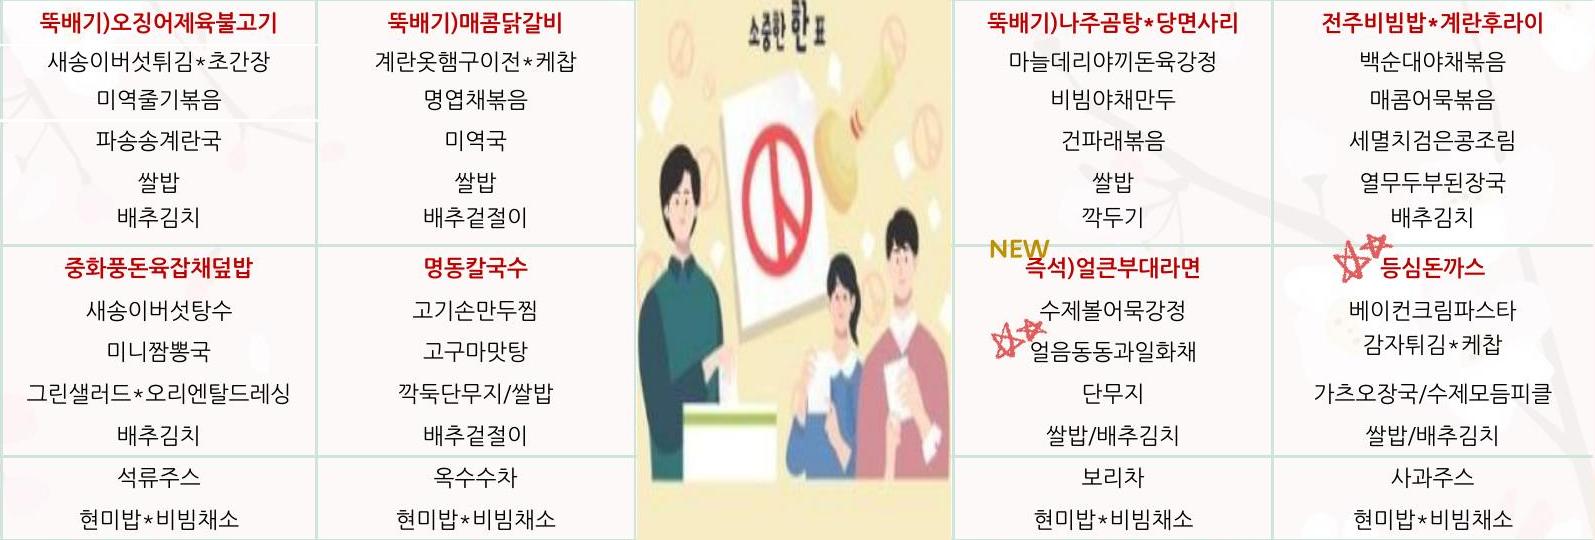 뚝배기)오징어제육불고기
새송이버섯튀김*초간장
미역줄기볶음
파송송계란국
쌀밥
배추김치
뚝배기)매콤닭갈비
계란옷햄구이전*케찹
명엽채볶음
미역국
쌀밥
배추겉절이
소중한 한 표
뚝배기)나주곰탕*당면사리
마늘데리야끼돈육강정
비빔야채만두
건파래볶음
쌀밥
깍두기
전주비빔밥*계란후라이
백순대야채볶음
매콤어묵볶음
세멸치검은콩조림
열무두부된장국
배추김치
중화풍돈육잡채덮밥
새송이버섯탕수
미니짬뽕국
그린샐러드*오리엔탈드레싱
배추김치
명동칼국수
고기손만두찜
고구마맛탕
깍둑단무지/쌀밥
배추겉절이
NEW
즉석)얼큰부대라면
수제볼어묵강정
얼음동동과일화채
단무지
쌀밥/배추김치
등심돈까스
베이컨크림파스타
감자튀김*케찹
가츠오장국/수제모듬피클
쌀밥/배추김치
석류주스
현미밥*비빔채소
옥수수차
현미밥*비빔채소
보리차
현미밥*비빔채소
사과주스
현미밥*비빔채소